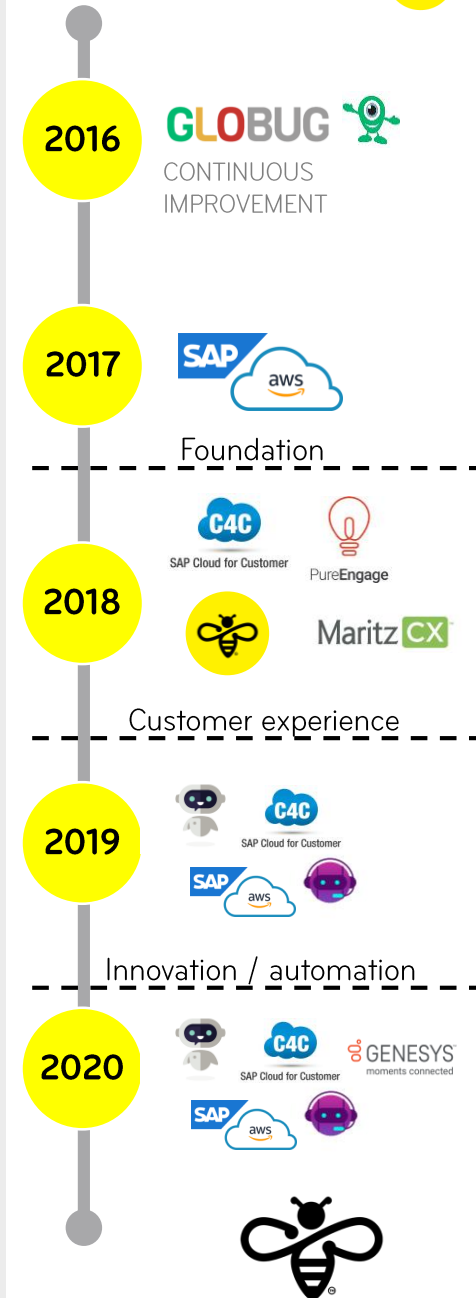 2016
GLOBUG
CONTINUOUS
IMPROVEMENT
2017
SAP
aws
Foundation
C4C
SAP Cloud for Customer
PureEngage
2018
Maritz CX
Customer experience
2019
C4C
SAP Cloud for Customer
SAP
aws
Innovation / automation
2020
C4C
SAP Cloud for Customer
GENESYS™
moments connected
SAP
aws